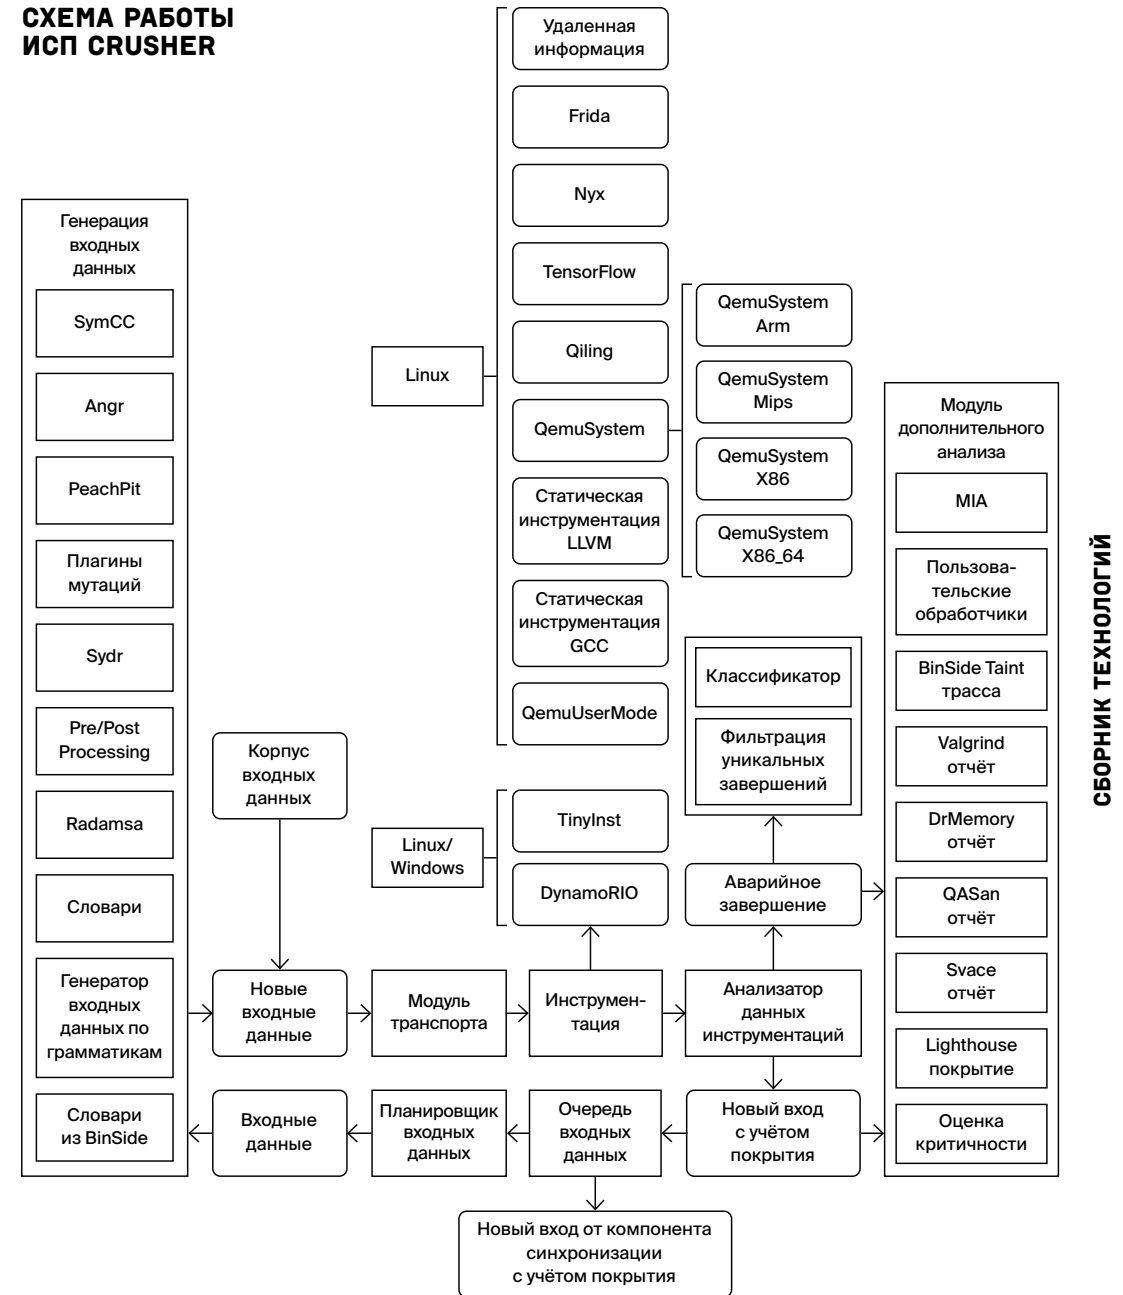 СХЕМА РАБОТЫ
ИСП CRUSHER
Удаленная
информация
Frida
Nyx
TensorFlow
Qiling
QemuSystem
Статическая
инструментация
LLVM
Статическая
инструментация
GCC
QemuUserMode
Linux
QemuSystem
Arm
QemuSystem
Mips
QemuSystem
X86
QemuSystem
X86_64
Генерация
входных
данных
SymCC
Angr
PeachPit
Плагины
мутаций
Sydr
Pre/Post
Processing
Radamsa
Словари
Генератор
входных
данных по
грамматикам
Словари
из BinSide
Корпус
входных
данных
Linux/
Windows
TinyInst
DynamoRIO
Классификатор
Фильтрация
уникальных
завершений
Аварийное
завершение
Модуль
дополнительного
анализа
MIA
Пользова-
тельские
обработчики
BinSide Taint
трасса
Valgrind
отчёт
DrMemory
отчёт
QASan
отчёт
Svace
отчёт
Lighthouse
покрытие
Оценка
критичности
Новые
входные
данные
Модуль
транспорта
Инструмен-
тация
Анализатор
данных
инструментаций
Входные
данные
Планировщик
входных
данных
Очередь
входных
данных
Новый вход
с учётом
покрытия
Новый вход от компонента
синхронизации
с учётом покрытия
СБОРНИК ТЕХНОЛОГИЙ